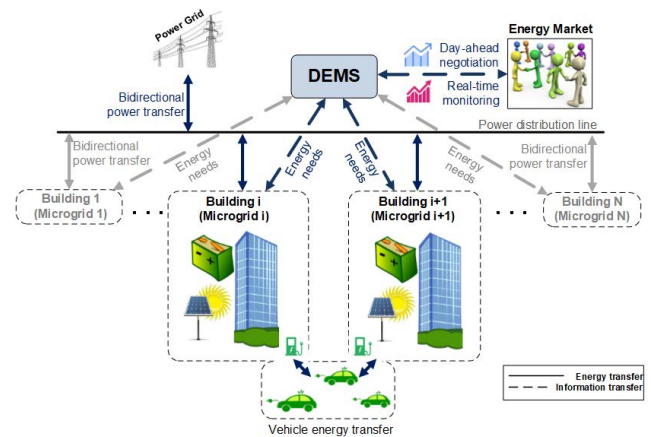 Power Grid
Energy Market
Day-ahead
negotiation
DEMS
Real-time
monitoring
Bidirectional
power transfer
Power distribution line
Bidirectional
power transfer
Energy
needs
Energy
needs
Energy
needs
Energy
needs
Bidirectional
power transfer
Building 1
(Microgrid 1)
Building i
(Microgrid i)
Building i+1
(Microgrid i+1)
Building N
(Microgrid N)
. . .
. . .
Energy transfer
Information transfer
Vehicle energy transfer